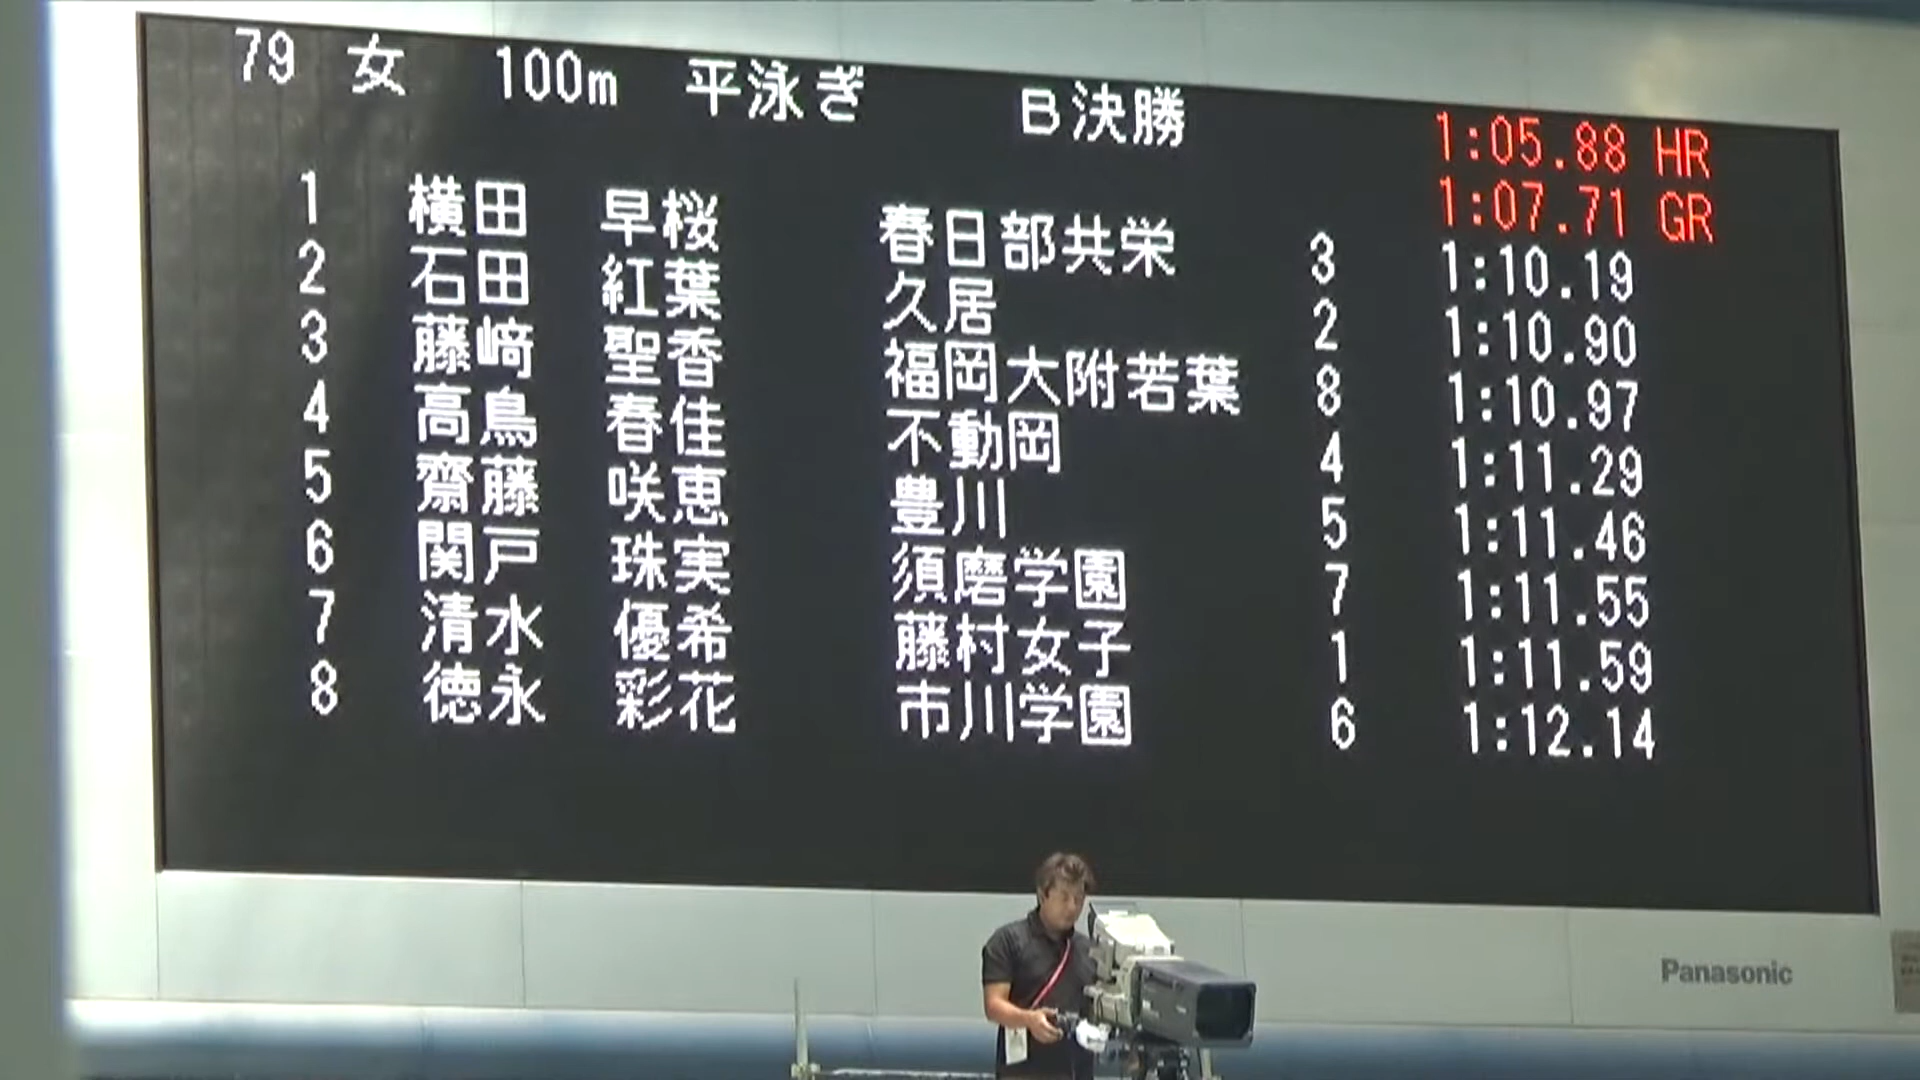 79 女 100m 平泳ぎ B決勝
1:05.88 HR
1:07.71 GR
1 横田 早桜 春日部共栄 3 1:10.19
2 石田 紅葉 久居 2 1:10.90
3 藤﨑 聖香 福岡大附若葉 8 1:10.97
4 高鳥 春佳 不動岡 4 1:11.29
5 齋藤 咲恵 豊川 5 1:11.46
6 関戸 珠実 須磨学園 7 1:11.55
7 清水 優希 藤村女子 1 1:11.59
8 徳永 彩花 市川学園 6 1:12.14
Panasonic